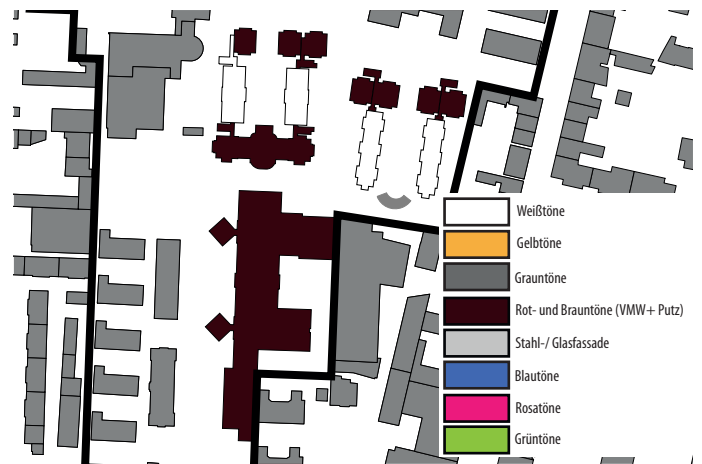 Weißtöne
Gelbtöne
Grauntöne
Rot- und Brauntöne (VMW+ Putz)
Stahl-/ Glasfassade
Blautöne
Rosatöne
Grüntöne